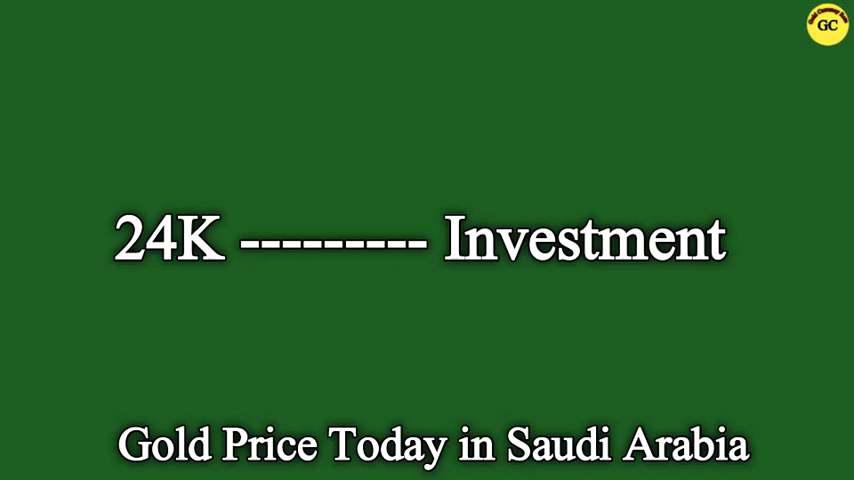 GC
24K --------- Investment
Gold Price Today in Saudi Arabia